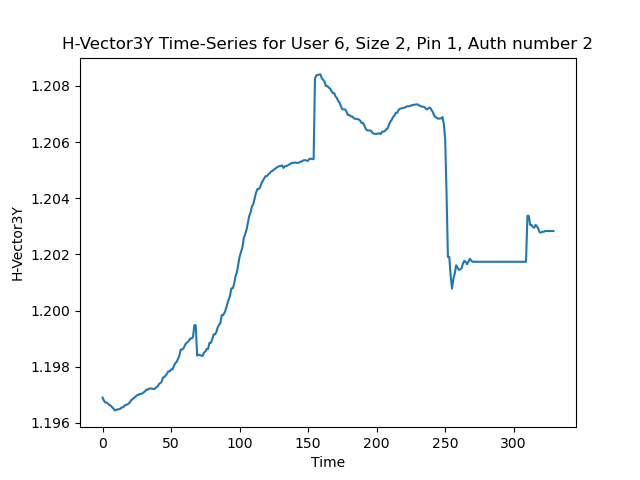 H-Vector3Y Time-Series for User 6, Size 2, Pin 1, Auth number 2
1.208
1.206
1.204
1.202
1.200
1.198
1.196
H-Vector3Y
0 50 100 150 200 250 300
Time